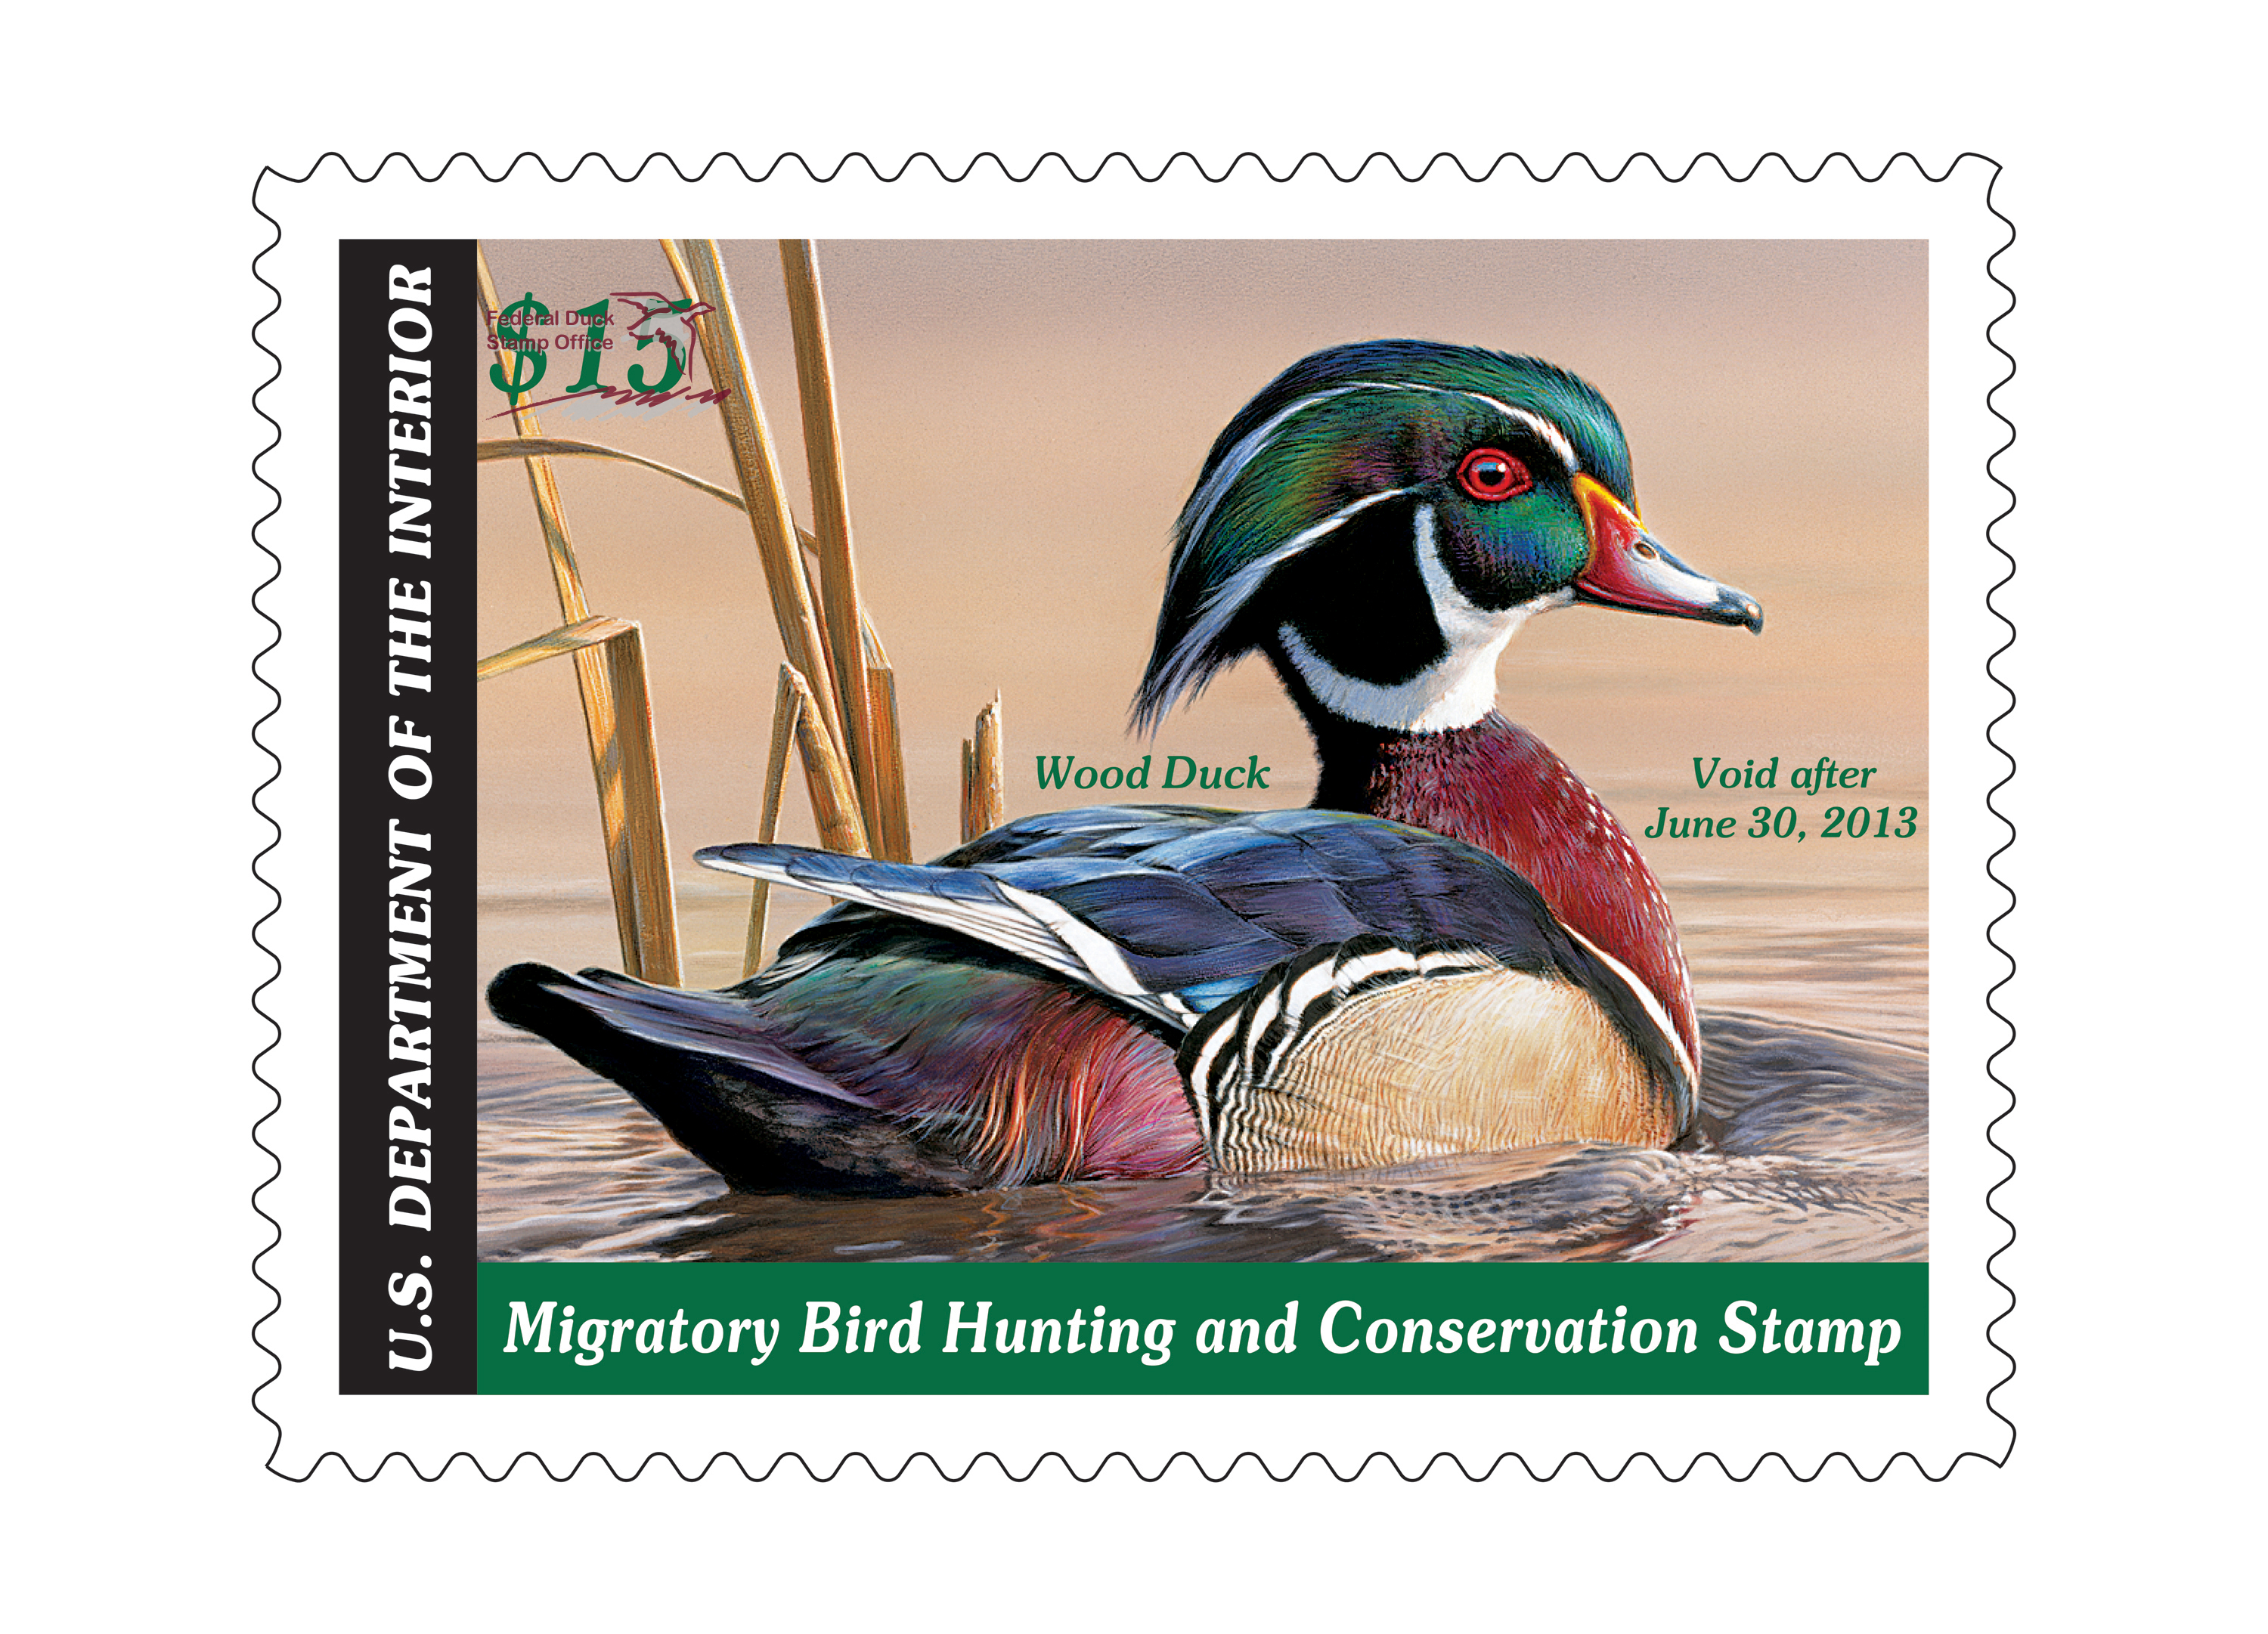 U.S. DEPARTMENT OF THE INTERIOR
$15
Federal Duck
Stamp Office
Wood Duck
Void after
June 30, 2013
Migratory Bird Hunting and Conservation Stamp